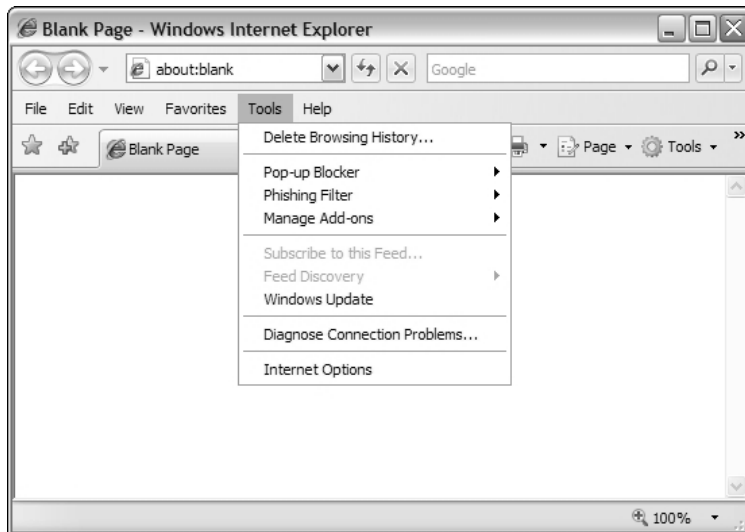 Blank Page - Windows Internet Explorer
about:blank
Google
File Edit View Favorites Tools Help
Blank Page
Page Tools »
Delete Browsing History...
Pop-up Blocker
Phishing Filter
Manage Add-ons
Subscribe to this Feed...
Feed Discovery
Windows Update
Diagnose Connection Problems...
Internet Options
100%